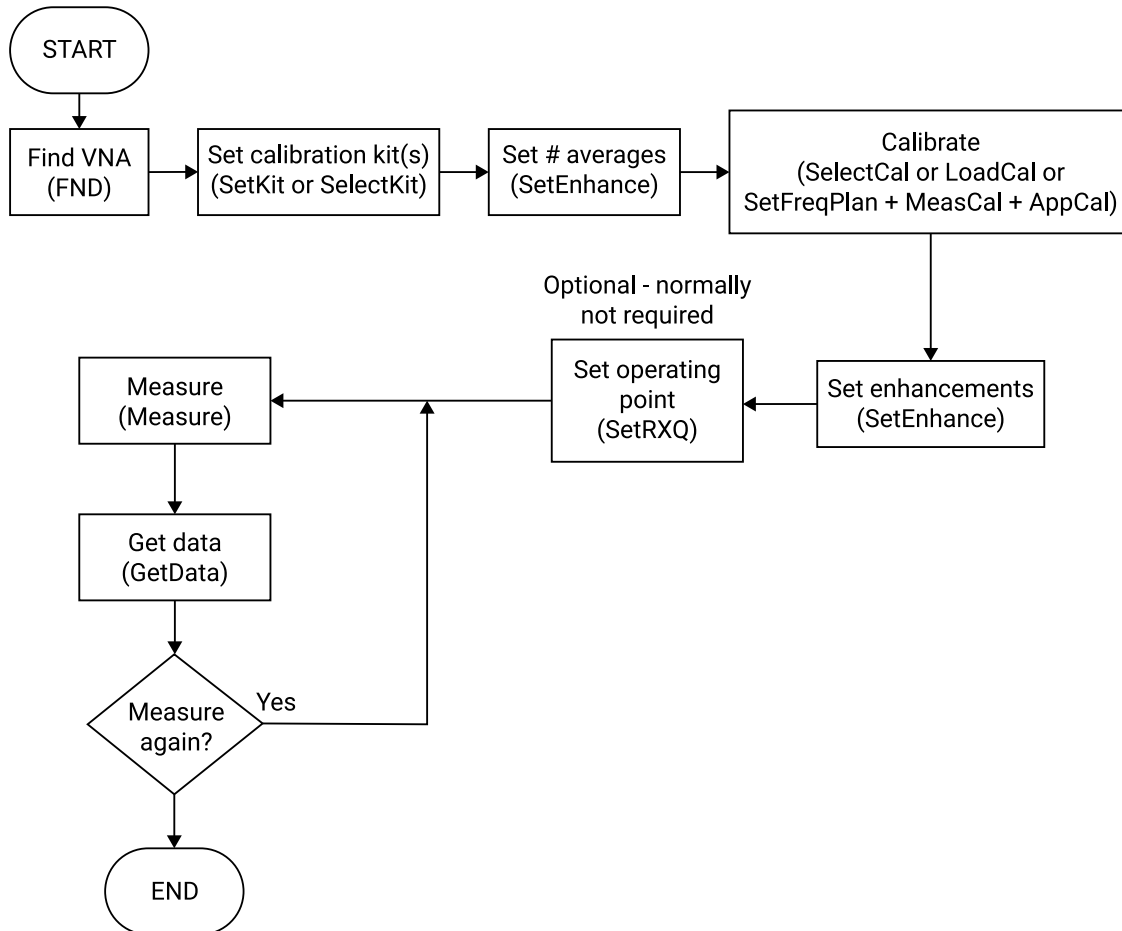 START
Find VNA
(FND)
Set calibration kit(s)
(SetKit or SelectKit)
Set # averages
(SetEnhance)
Calibrate
(SelectCal or LoadCal or
SetFreqPlan + MeasCal + AppCal)
Optional - normally
not required
Set operating
point
(SetRXQ)
Set enhancements
(SetEnhance)
Measure
(Measure)
Get data
(GetData)
Measure
again?
Yes
END